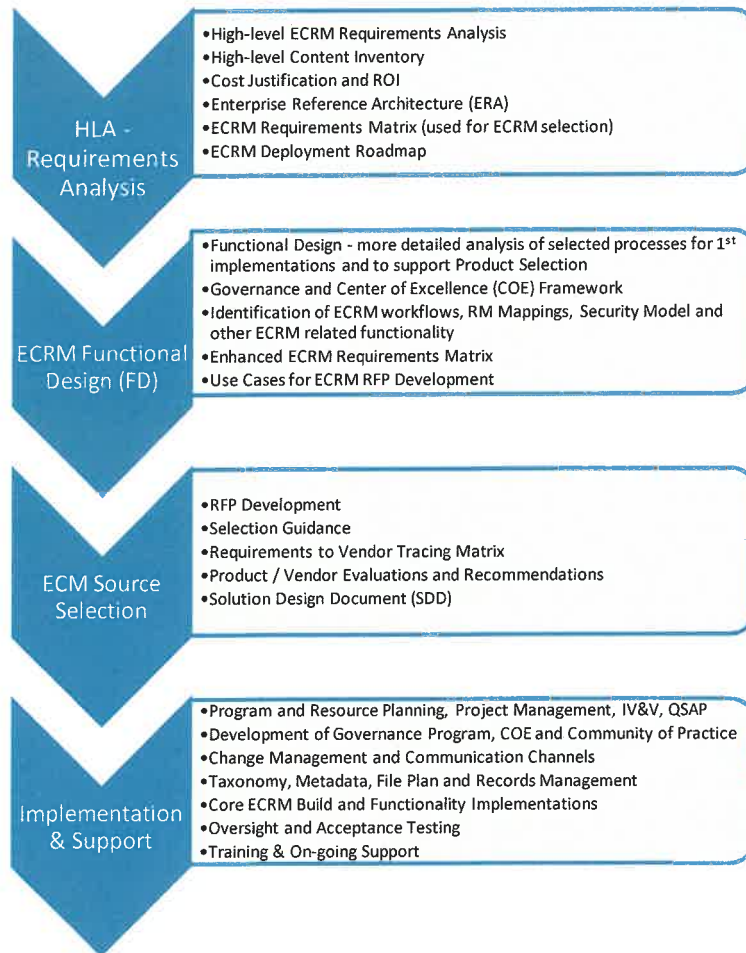 HLA -
Requirements
Analysis
•High-level ECRM Requirements Analysis
•High-level Content Inventory
•Cost Justification and ROI
•Enterprise Reference Architecture (ERA)
•ECRM Requirements Matrix (used for ECRM selection)
•ECRM Deployment Roadmap
ECRM Functional
Design (FD)
•Functional Design - more detailed analysis of selected processes for 1st
implementations and to support Product Selection
•Governance and Center of Excellence (COE) Framework
•Identification of ECRM workflows, RM Mappings, Security Model and
other ECRM related functionality
•Enhanced ECRM Requirements Matrix
•Use Cases for ECRM RFP Development
ECM Source
Selection
•RFP Development
•Selection Guidance
•Requirements to Vendor Tracing Matrix
•Product / Vendor Evaluations and Recommendations
•Solution Design Document (SDD)
Implementation
& Support
•Program and Resource Planning, Project Management, IV&V, QSAP
•Development of Governance Program, COE and Community of Practice
•Change Management and Communication Channels
•Taxonomy, Metadata, File Plan and Records Management
•Core ECRM Build and Functionality Implementations
•Oversight and Acceptance Testing
•Training & On-going Support